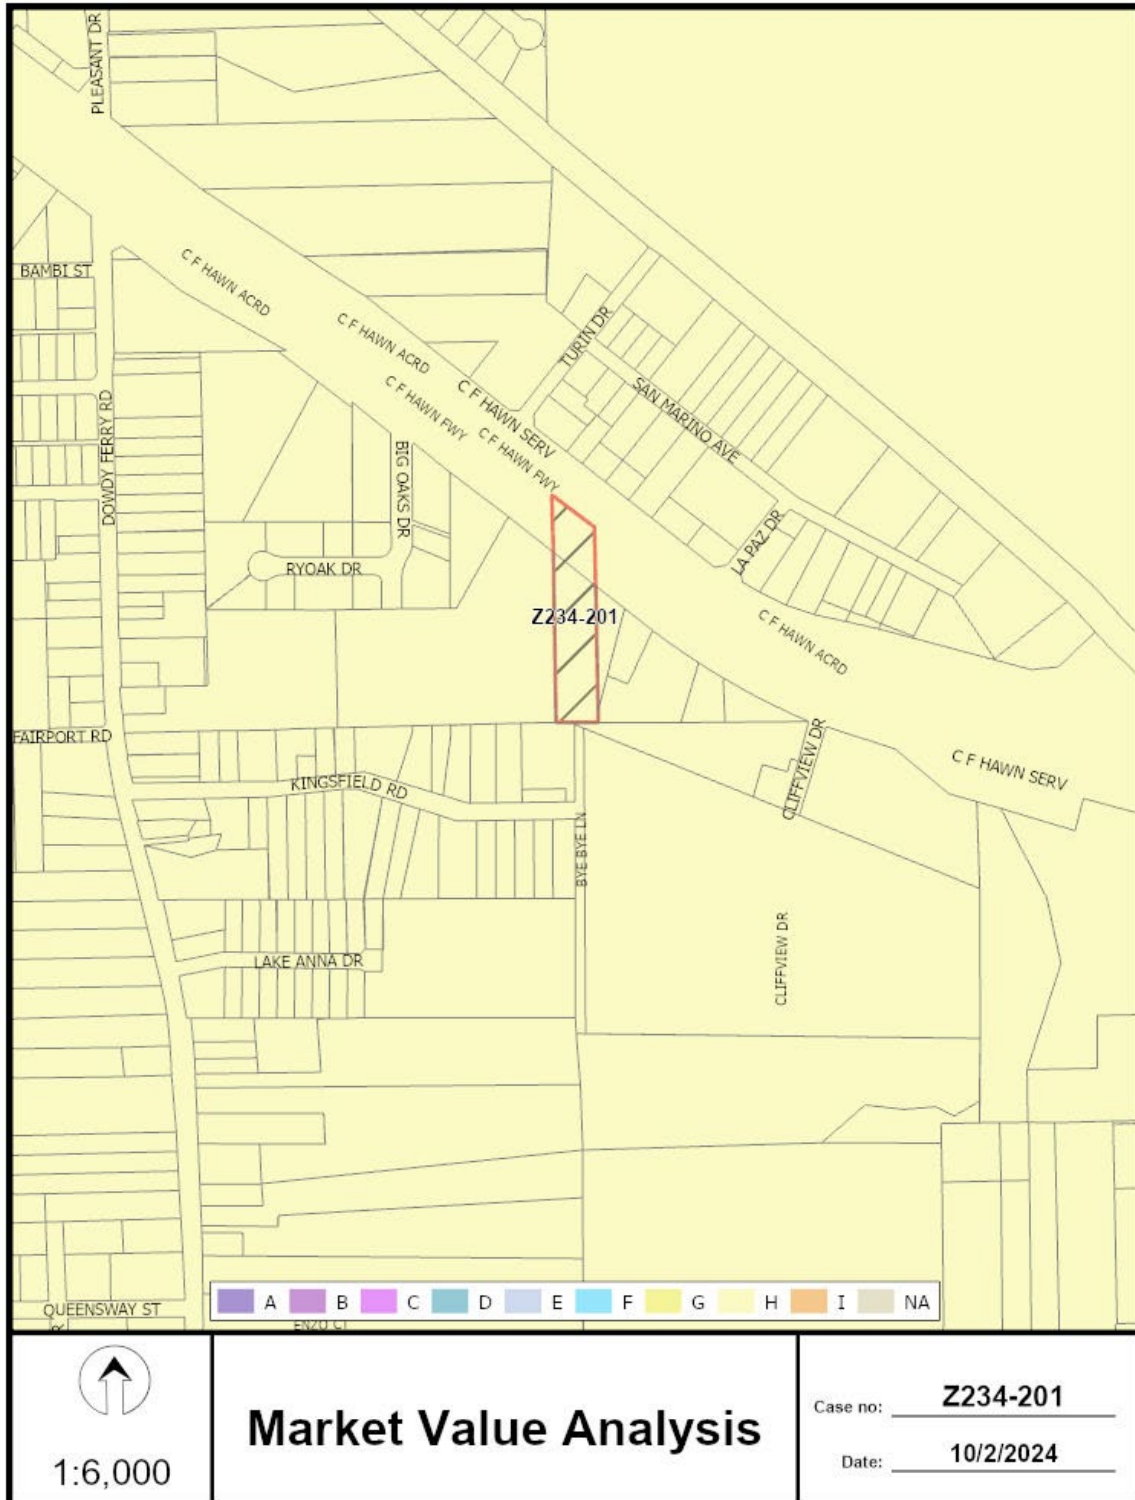 PLEASANT DR
BAMBI ST
C F HAWN ACRD
C F HAWN ACRD
TURIN DR
C F HAWN SERV
C F HAWN FWY
SAN MARINO AVE
DOWDY FERRY RD
C F HAWN FWY
BIG OAKS DR
LA PAZ DR
RYOAK DR
Z234-201
C F HAWN ACRD
FAIRPORT RD
CLIFFVIEW DR
C F HAWN SERV
KINGSFIELD RD
BYE BYE LN
CLIFFVIEW DR
LAKE ANNA DR
A B C D E F G H I NA
QUEENSWAY ST
ENZO CT
R
1:6,000
Market Value Analysis
Case no: Z234-201
Date: 10/2/2024